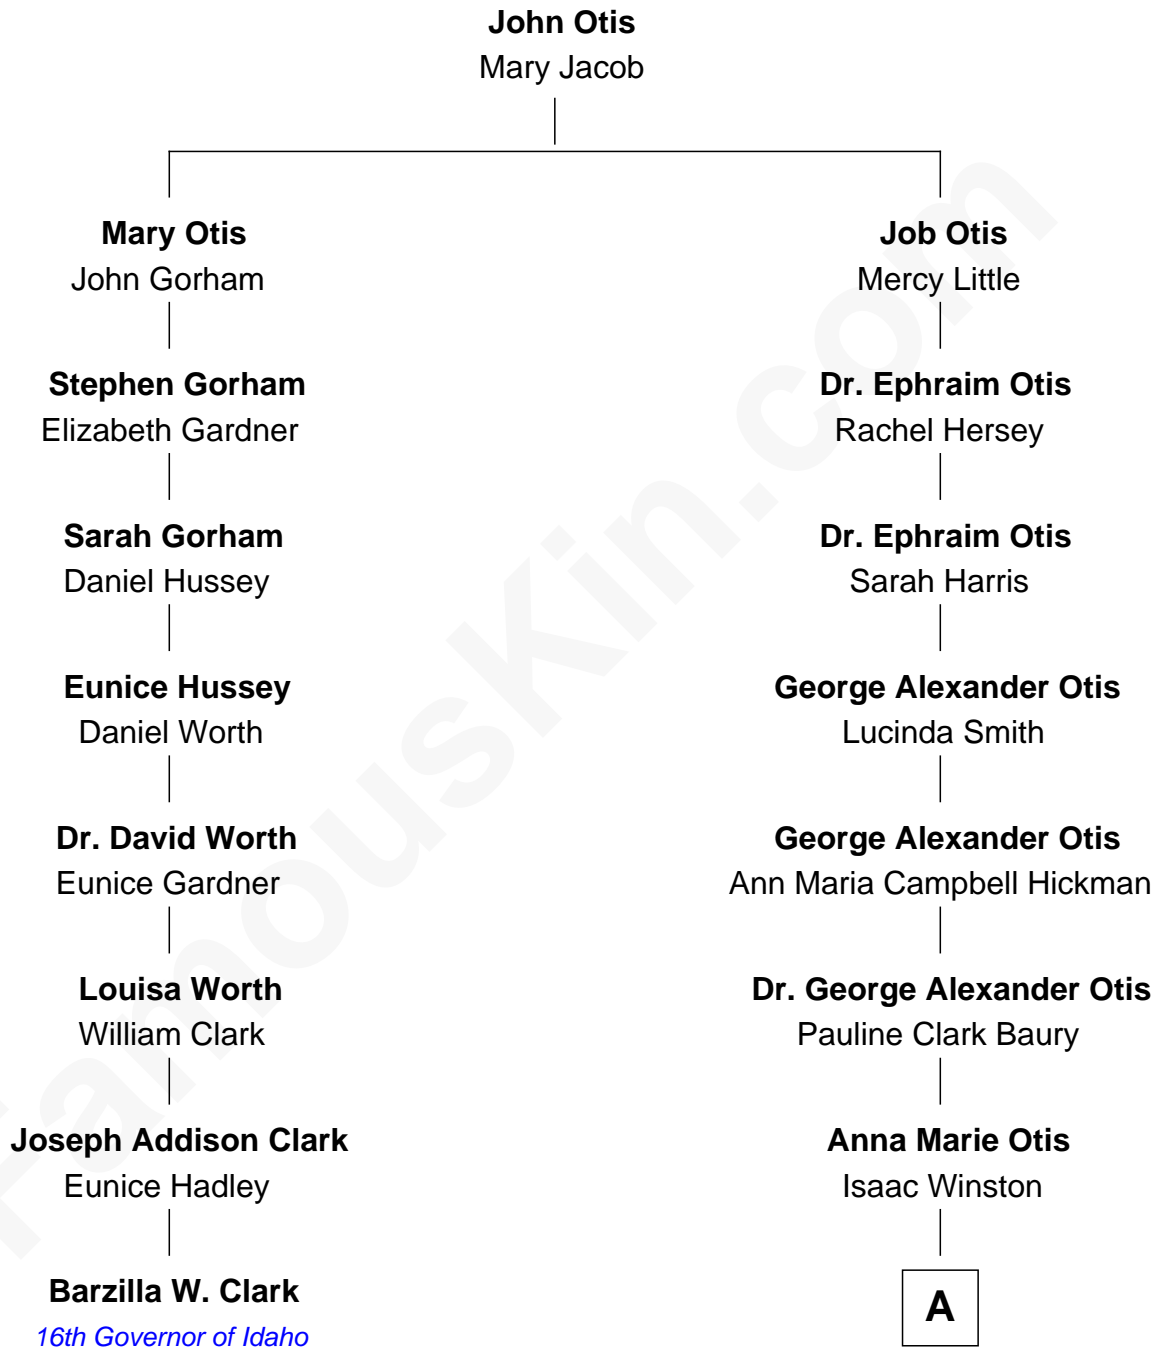 John Otis
Mary Jacob
Mary Otis
John Gorham
Job Otis
Mercy Little
Stephen Gorham
Elizabeth Gardner
Dr. Ephraim Otis
Rachel Hersey
Sarah Gorham
Daniel Hussey
Dr. Ephraim Otis
Sarah Harris
Eunice Hussey
Daniel Worth
George Alexander Otis
Lucinda Smith
Dr. David Worth
Eunice Gardner
George Alexander Otis
Ann Maria Campbell Hickman
Louisa Worth
William Clark
Dr. George Alexander Otis
Pauline Clark Baury
Joseph Addison Clark
Eunice Hadley
Anna Marie Otis
Isaac Winston
Barzilla W. Clark
16th Governor of Idaho
A
FamousKin.com